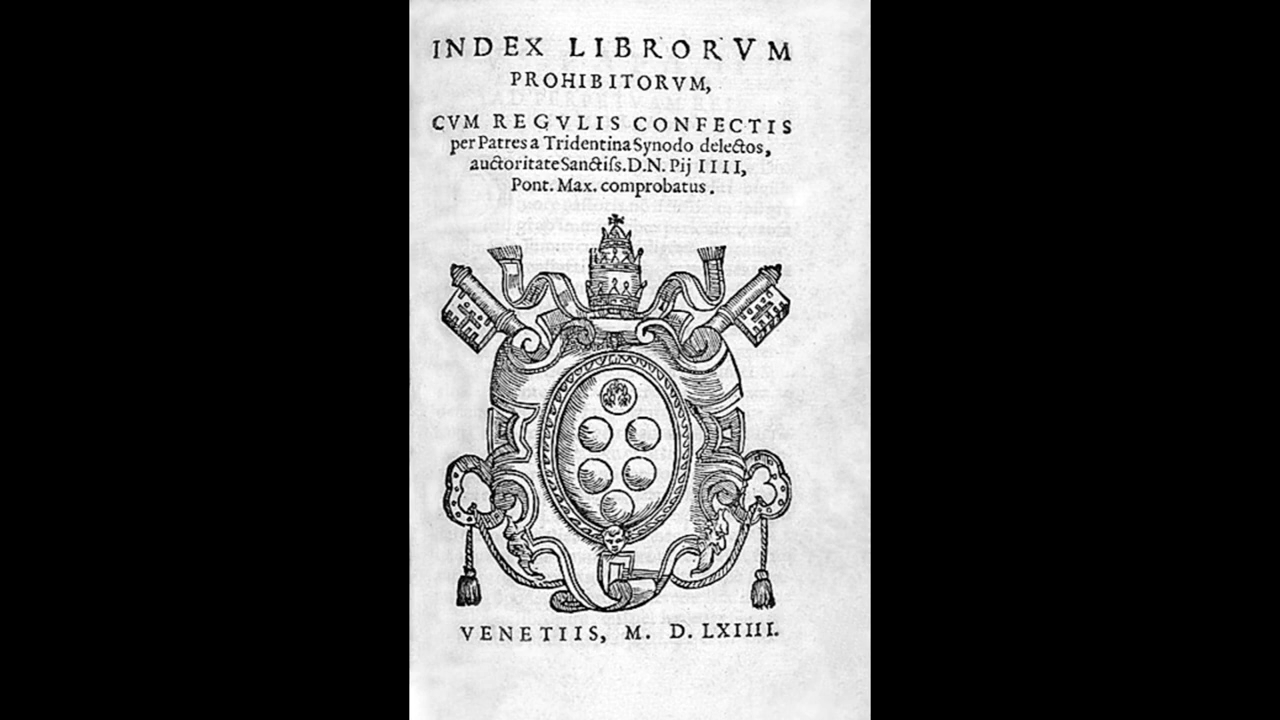 INDEX LIBRORVM
PROHIBITORVM,
CVM REGVLIS CONFECTIS
per Patres a Tridentina Synodo delectos,
auctoritate Sanctiss. D. N. Pij IIII,
Pont. Max. comprobatus.
VENETIIS, M. D. LXIIII.